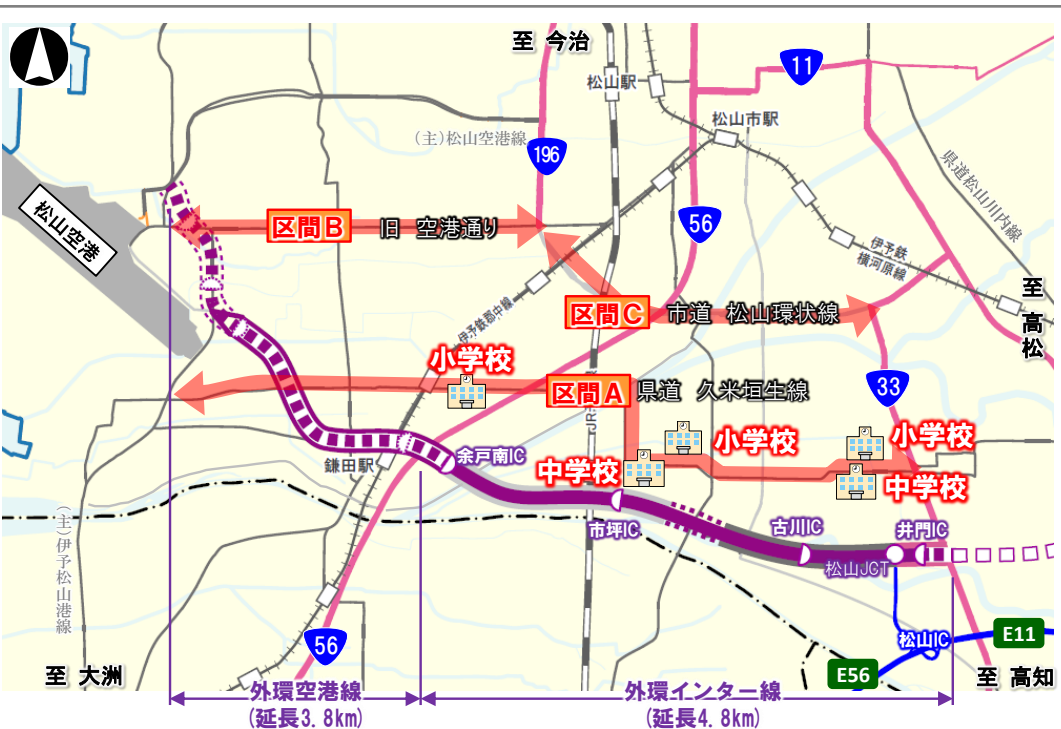 至 今治
11
松山駅
松山市駅
(主)松山空港線
196
県道松山川内線
松山空港
区間B
旧 空港通り
56
伊予鉄
横河原線
至
高
松
区間C
市道 松山環状線
伊予鉄郡中線
小学校
区間A
県道 久米垣生線
33
JR
小学校
小学校
中学校
中学校
鎌田駅
余戸南IC
市坪IC
古川IC
井門IC
松山JCT
(主)伊予松山港線
56
松山IC
E11
E56
至 大洲
至 高知
外環空港線
(延長3.8km)
外環インター線
(延長4.8km)